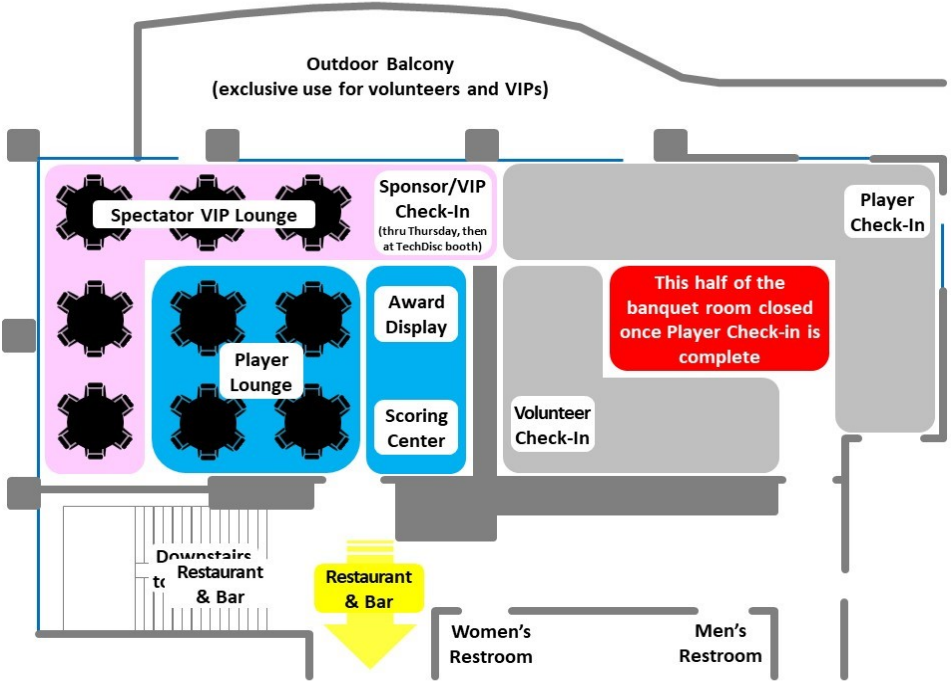 Outdoor Balcony
(exclusive use for volunteers and VIPs)
Spectator VIP Lounge
Sponsor/VIP
Check-In
(thru Thursday, then
at TechDisc booth)
Player
Check-In
Award
Display
This half of the
banquet room closed
once Player Check-in is
complete
Player
Lounge
Scoring
Center
Volunteer
Check-In
Downstairs
Restaurant
& Bar
Restaurant
& Bar
Women's
Restroom
Men's
Restroom